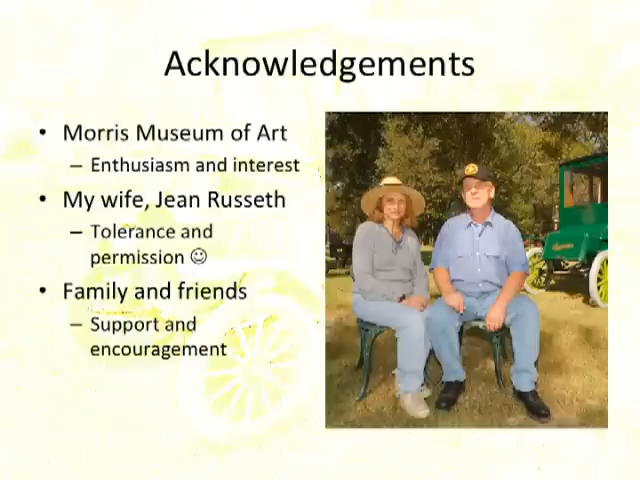 Acknowledgements
• Morris Museum of Art
– Enthusiasm and interest
• My wife, Jean Russeth
– Tolerance and
permission ☺
• Family and friends
– Support and
encouragement